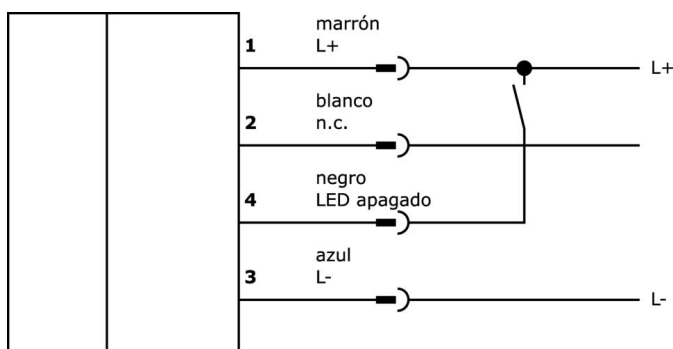 marrón
1 L+
L+
blanco
2 n.c.
negro
4 LED apagado
azul
3 L-
L-